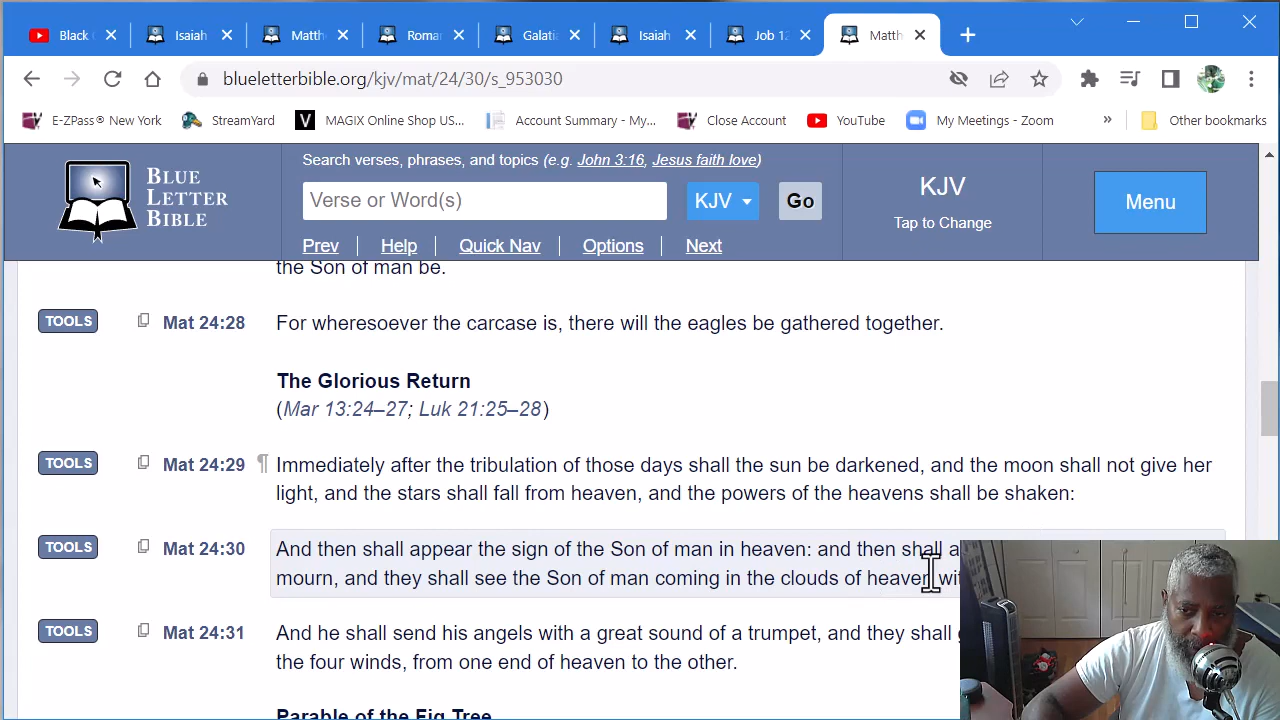 Black
Isaiah
Matth
Roma
Galati
Isaiah
Job 12
Matth
blueletterbible.org/kjv/mat/24/30/s_953030
E-ZPass® New York
StreamYard
MAGIX Online Shop US...
Account Summary - My...
Close Account
YouTube
My Meetings - Zoom
»
Other bookmarks
BLUE
LETTER
BIBLE
Search verses, phrases, and topics (e.g. John 3:16, Jesus faith love)
Verse or Word(s)
KJV
Go
Prev | Help | Quick Nav | Options | Next
KJV
Tap to Change
Menu
the Son of man be.
TOOLS Mat 24:28 For wheresoever the carcase is, there will the eagles be gathered together.
The Glorious Return
(Mar 13:24–27; Luk 21:25–28)
TOOLS Mat 24:29 ¶ Immediately after the tribulation of those days shall the sun be darkened, and the moon shall not give her
light, and the stars shall fall from heaven, and the powers of the heavens shall be shaken:
TOOLS Mat 24:30 And then shall appear the sign of the Son of man in heaven: and then shall
mourn, and they shall see the Son of man coming in the clouds of heaven
TOOLS Mat 24:31 And he shall send his angels with a great sound of a trumpet, and they shall
the four winds, from one end of heaven to the other.
Parable of the Fig Tree